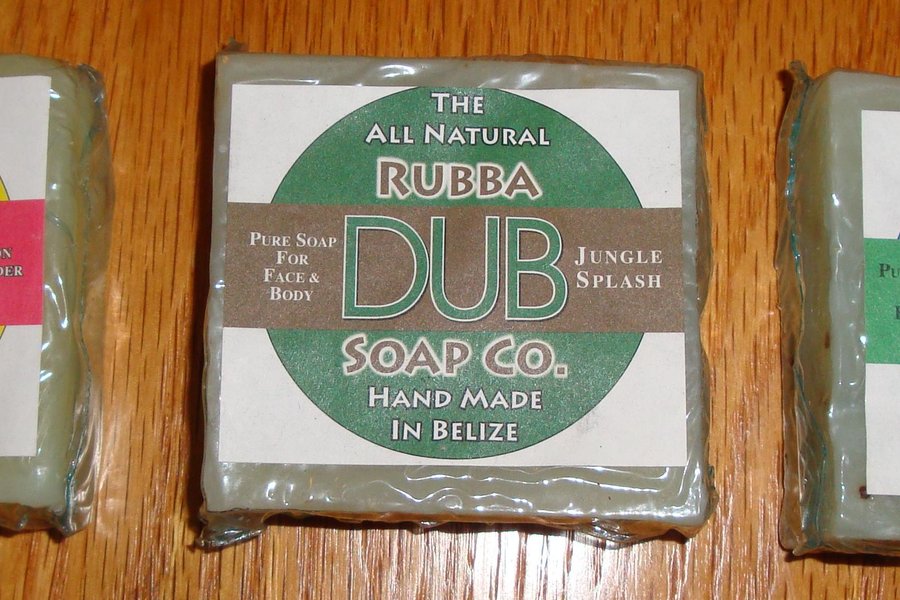 THE
ALL NATURAL
RUBBA
DUB
PURE SOAP
FOR
FACE &
BODY
JUNGLE
SPLASH
SOAP CO.
HAND MADE
IN BELIZE